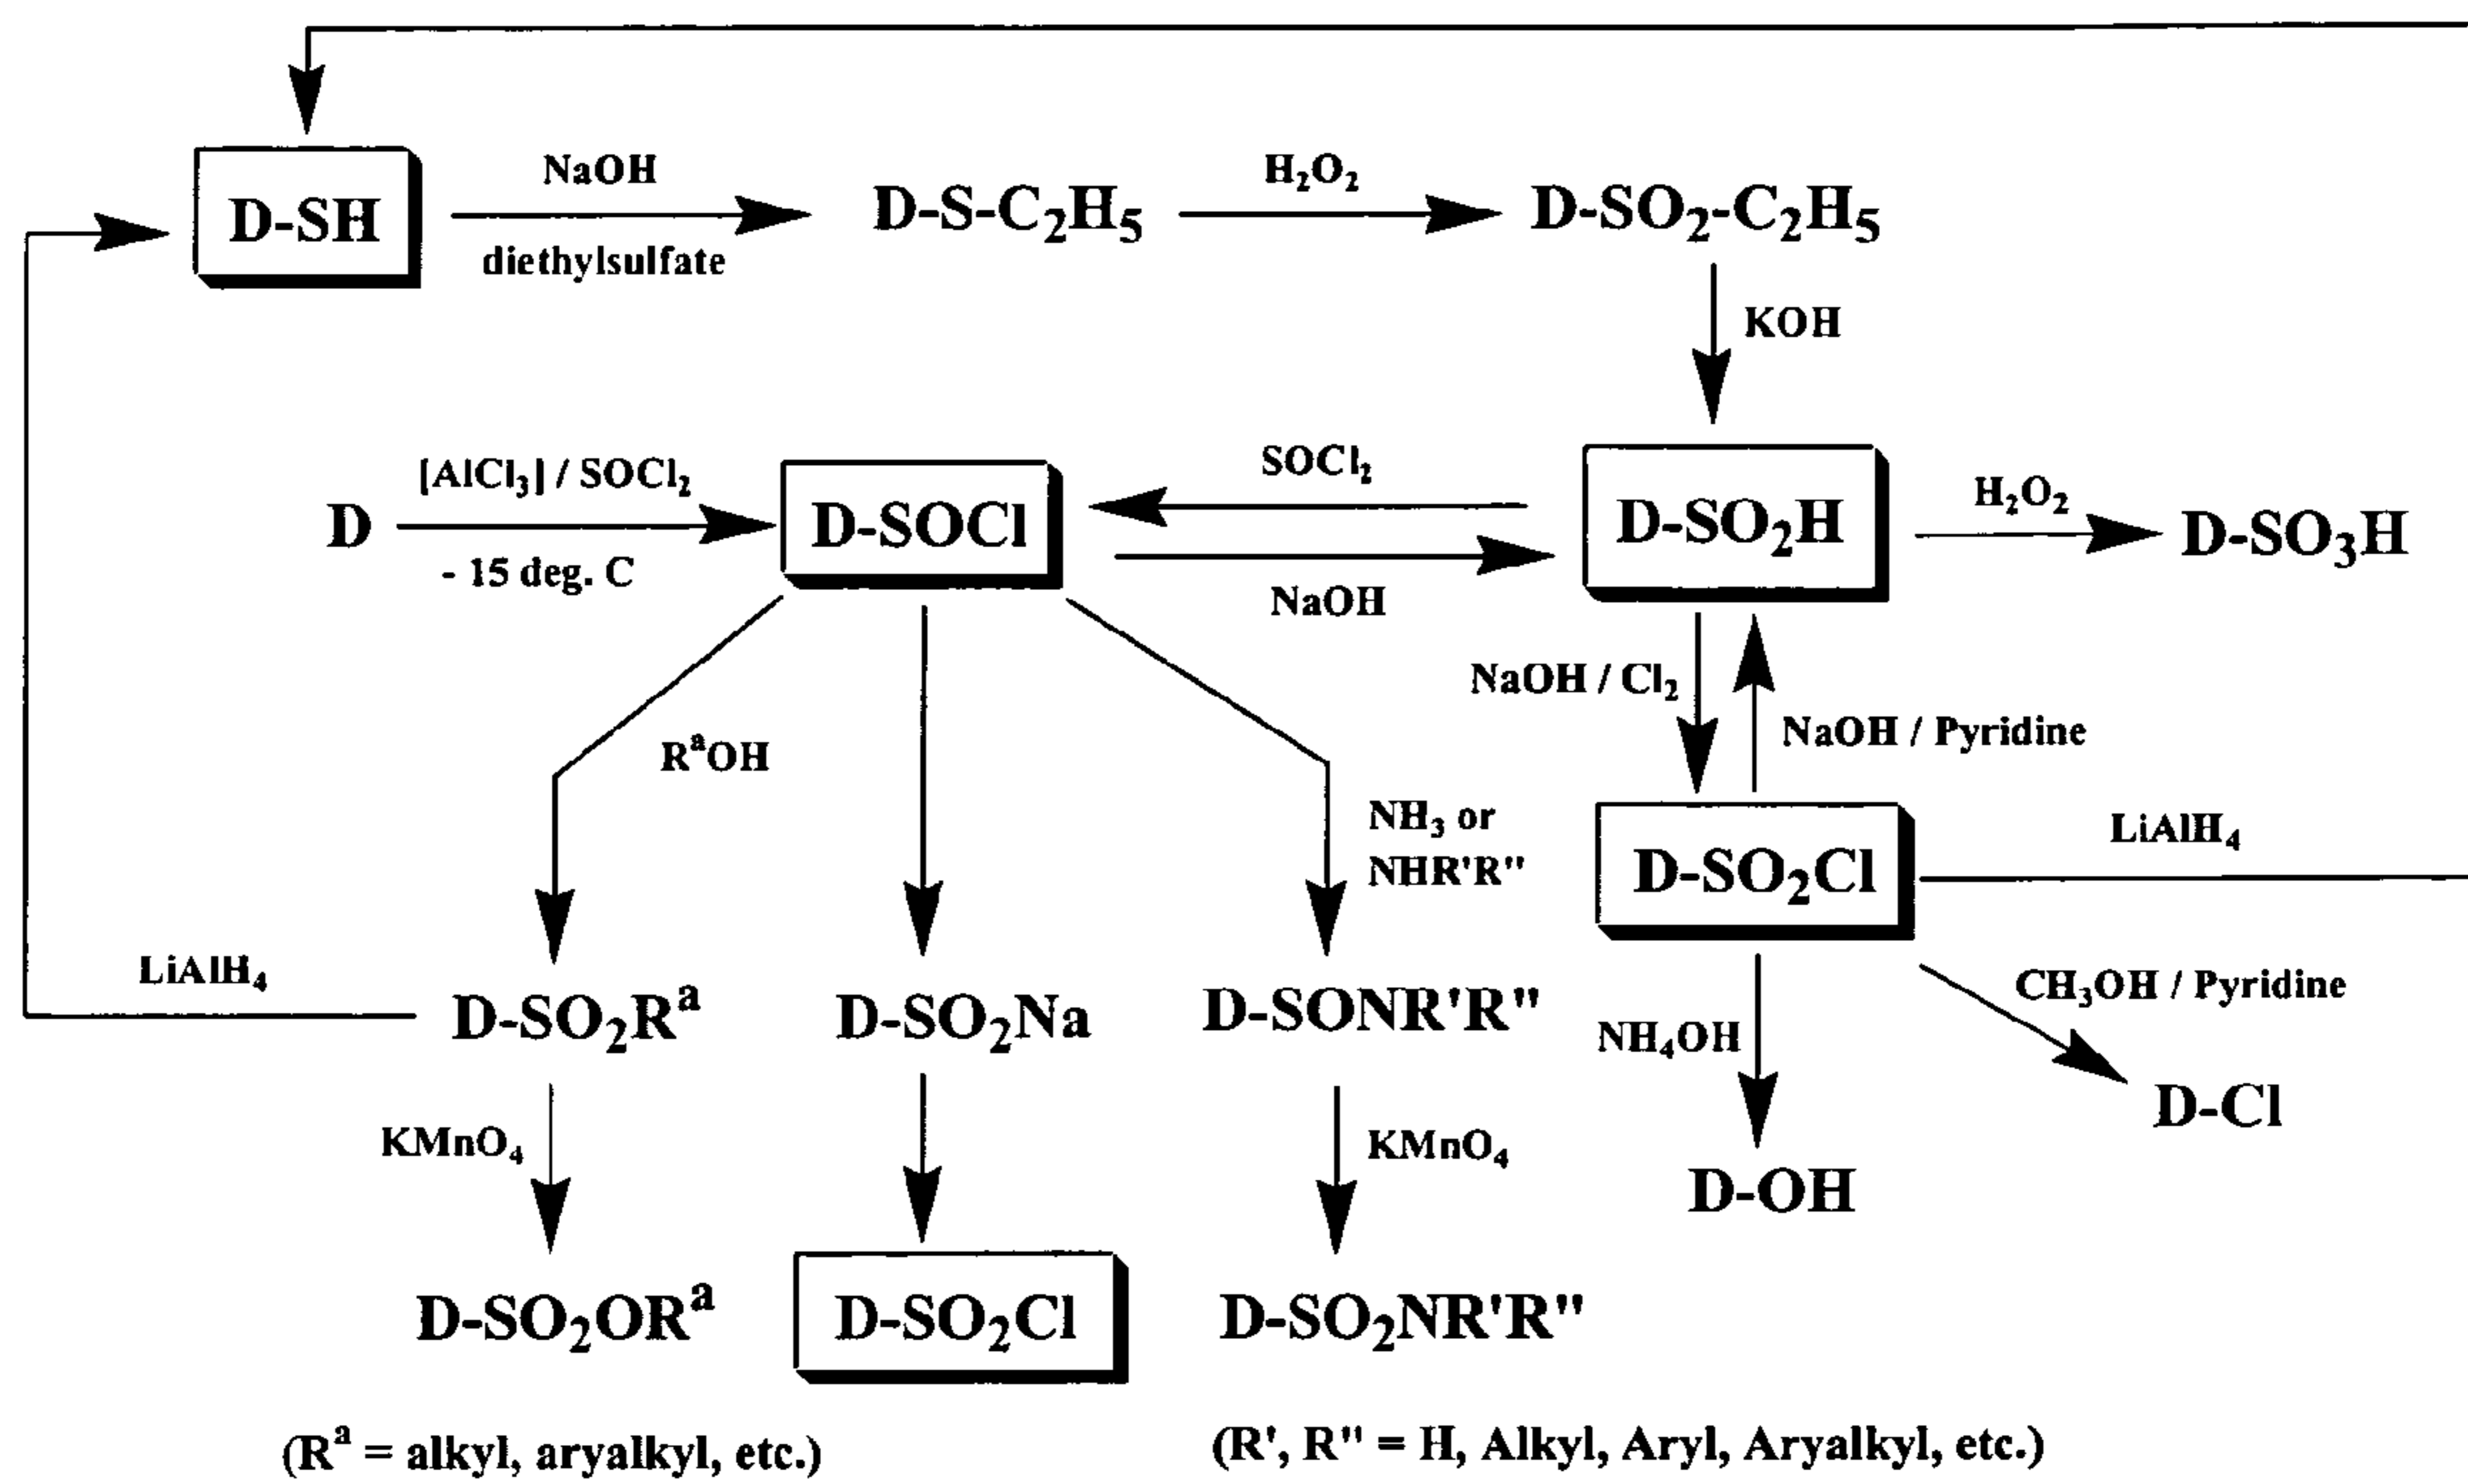 NaOH
H₂O₂
D-SH
D-S-C₂H₅
D-SO₂-C₂H₅
diethylsulfate
KOH
[AlCl₃] / SOCl₂
SOCl₂
H₂O₂
D
D-SOCl
D-SO₂H
D-SO₃H
- 15 deg. C
NaOH
NaOH / Cl₂
NaOH / Pyridine
RᵃOH
NH₃ or
NHR'R"
D-SO₂Cl
LiAlH₄
LiAlH₄
CH₃OH / Pyridine
D-SO₂Rᵃ
D-SO₂Na
D-SONR'R"
NH₄OH
D-Cl
KMnO₄
KMnO₄
D-OH
D-SO₂ORᵃ
D-SO₂Cl
D-SO₂NR'R"
(Rᵃ = alkyl, aryalkyl, etc.)
(R', R" = H, Alkyl, Aryl, Aryalkyl, etc.)